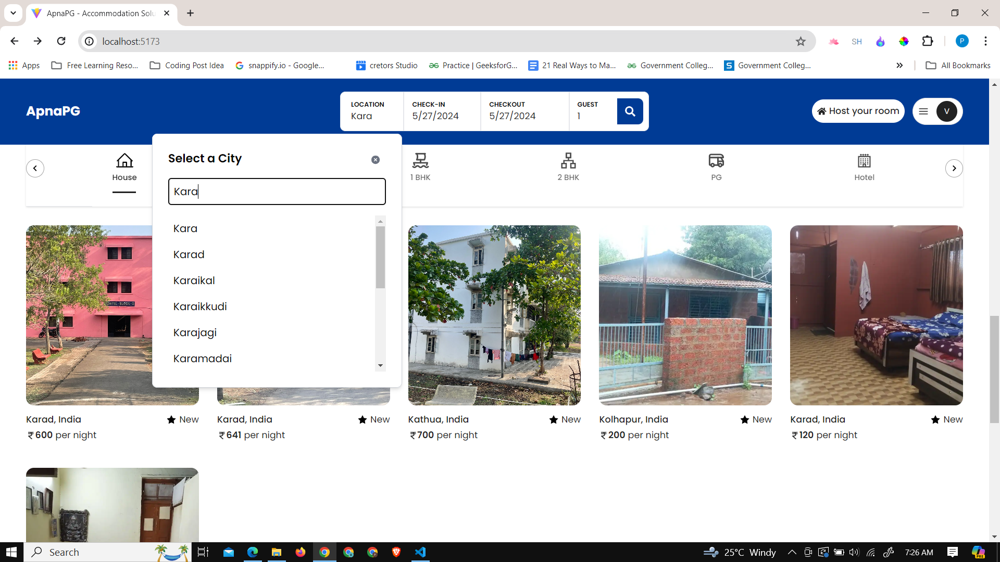 ApnaPG - Accommodation Solu
localhost:5173
SH
P
Apps
Free Learning Reso...
Coding Post Idea
snappify.io - Google...
cretors Studio
Practice | GeeksforG...
21 Real Ways to Ma...
Government Colleg...
Government Colleg...
All Bookmarks
ApnaPG
LOCATION
Kara
CHECK-IN
5/27/2024
CHECKOUT
5/27/2024
GUEST
1
Host your room
V
Select a City
Kara
Kara
Karad
Karaikal
Karaikkudi
Karajagi
Karamadai
House
1 BHK
2 BHK
PG
Hotel
Karad, India
New
₹600 per night
Karad, India
New
₹641 per night
Kathua, India
New
₹700 per night
Kolhapur, India
New
₹200 per night
Karad, India
New
₹120 per night
Search
25°C Windy
7:26 AM
PRE